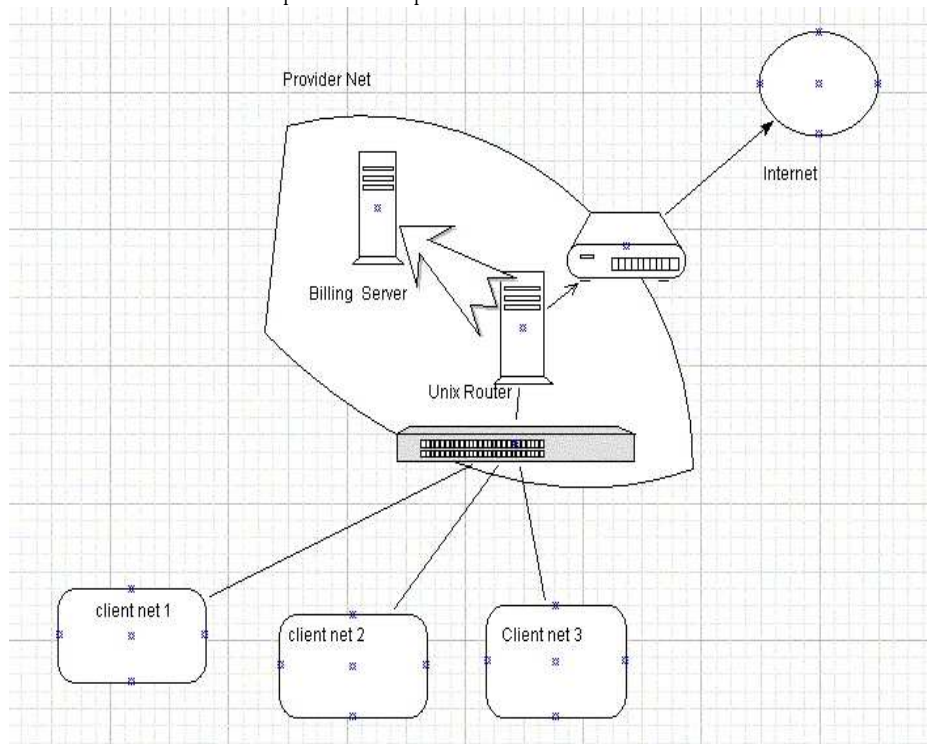 Provider Net
Internet
Billing Server
Unix Router
client net 1
client net 2
Client net 3